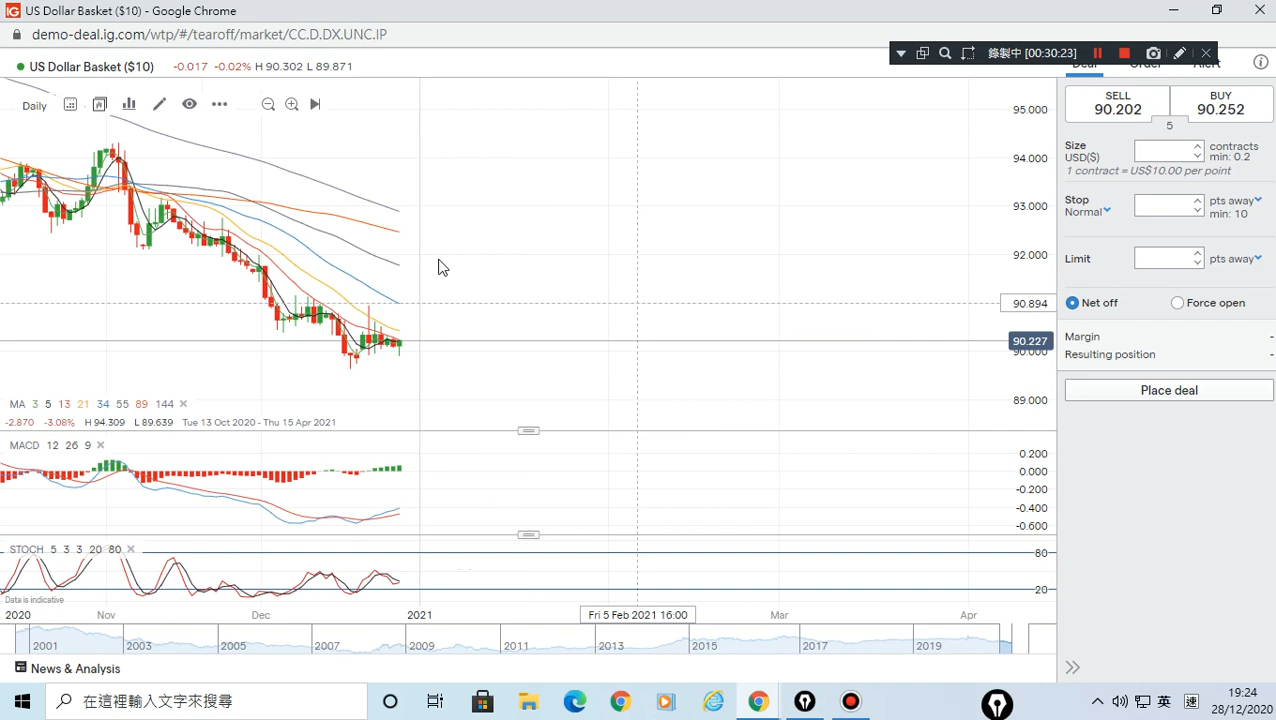 US Dollar Basket ($10) - Google Chrome
demo-deal.ig.com/wtp/#/tearoff/market/CC.D.DX.UNC.IP
錄製中 (00:30:23)
US Dollar Basket ($10) -0.017 -0.02% H 90.302 L 89.871
Deal Order Alert
Daily
SELL
90.202
BUY
90.252
5
Size
USD($)
contracts
min: 0.2
1 contract = US$10.00 per point
Stop
Normal
pts away
min: 10
Limit
pts away
Net off
Force open
Margin -
Resulting position -
Place deal
95.000
94.000
93.000
92.000
90.894
90.227
90.000
89.000
MA 3 5 13 21 34 55 89 144
-2.870 -3.08% H 94.309 L 89.639 Tue 13 Oct 2020 - Thu 15 Apr 2021
MACD 12 26 9
0.200
0.000
-0.200
-0.400
-0.600
STOCH 5 3 3 20 80
80
20
Data is indicative
2020 Nov Dec 2021 Fri 5 Feb 2021 16:00 Mar Apr
2001 2003 2005 2007 2009 2011 2013 2015 2017 2019
News & Analysis
在這裡輸入文字來搜尋
英
19:24
28/12/2020